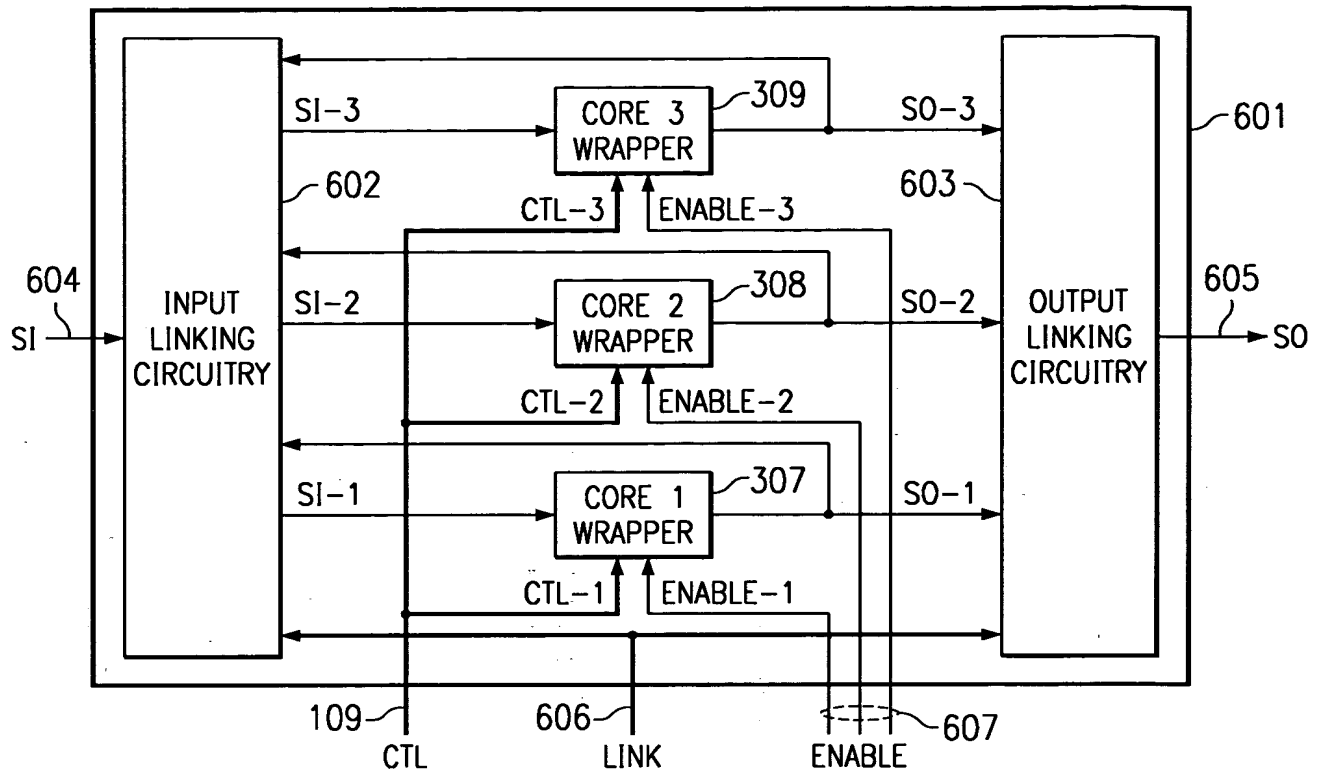 SI-3
CORE 3
WRAPPER
309
SO-3
601
602
603
CTL-3
ENABLE-3
604
SI
INPUT
LINKING
CIRCUITRY
SI-2
CORE 2
WRAPPER
308
SO-2
OUTPUT
LINKING
CIRCUITRY
605
SO
CTL-2
ENABLE-2
SI-1
CORE 1
WRAPPER
307
SO-1
CTL-1
ENABLE-1
109
606
607
CTL
LINK
ENABLE